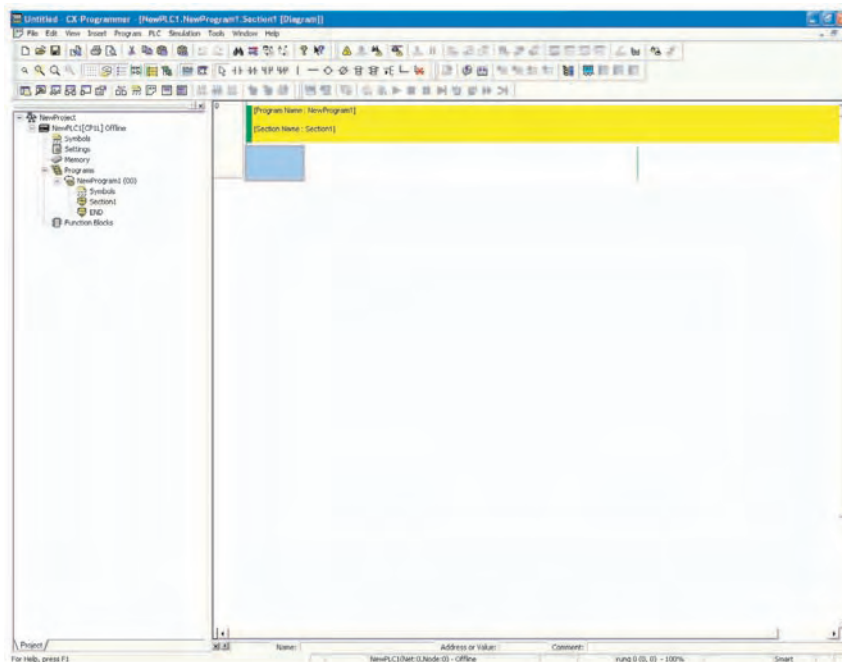 Untitled - CX-Programmer - [NewPLC1.NewProgram1.Section1 [Diagram]]
File Edit View Insert Program PLC Simulation Tools Window Help
NewProject
NewPLC1[CP1L] Offline
Symbols
Settings
Memory
Programs
NewProgram1 (00)
Symbols
Section1
END
Function Blocks
0
[Program Name : NewProgram1]
[Section Name : Section1]
Project
Name: Address or Value: Comment:
For Help, press F1 NewPLC1(Net:0,Node:0) - Offline rung 0 (0, 0) - 100% Smart